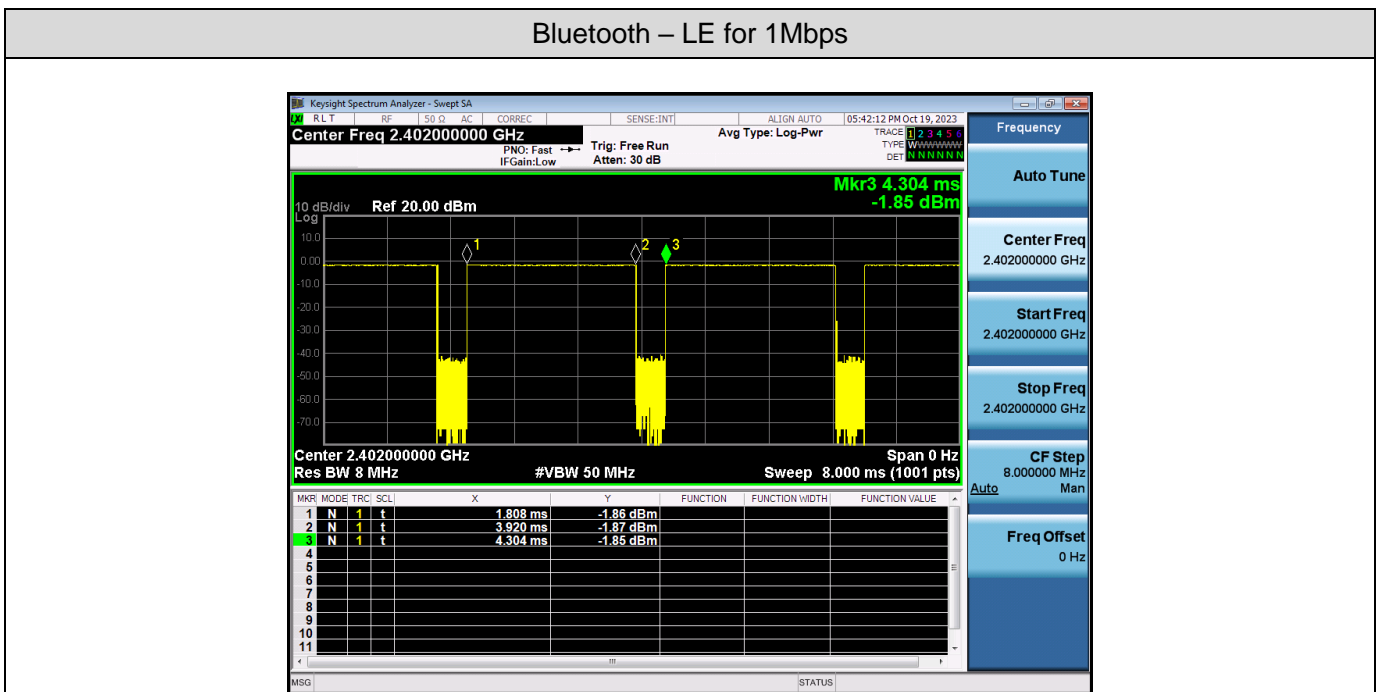 Bluetooth – LE for 1Mbps
Keysight Spectrum Analyzer - Swept SA
LXI RLT RF 50 Ω AC CORREC SENSE:INT ALIGN AUTO 05:42:12 PM Oct 19, 2023
Center Freq 2.402000000 GHz
PNO: Fast
IFGain:Low
Trig: Free Run
Atten: 30 dB
Avg Type: Log-Pwr
TRACE 1 2 3 4 5 6
TYPE WWWWWW
DET N N N N N N
Mkr3 4.304 ms
-1.85 dBm
10 dB/div Ref 20.00 dBm
Log
10.0
0.00
-10.0
-20.0
-30.0
-40.0
-50.0
-60.0
-70.0
1
2
3
Center 2.402000000 GHz Span 0 Hz
Res BW 8 MHz #VBW 50 MHz Sweep 8.000 ms (1001 pts)
MKR MODE TRC SCL X Y FUNCTION FUNCTION WIDTH FUNCTION VALUE
1 N 1 t 1.808 ms -1.86 dBm
2 N 1 t 3.920 ms -1.87 dBm
3 N 1 t 4.304 ms -1.85 dBm
4
5
6
7
8
9
10
11
MSG STATUS
Frequency
Auto Tune
Center Freq
2.402000000 GHz
Start Freq
2.402000000 GHz
Stop Freq
2.402000000 GHz
CF Step
8.000000 MHz
Auto Man
Freq Offset
0 Hz